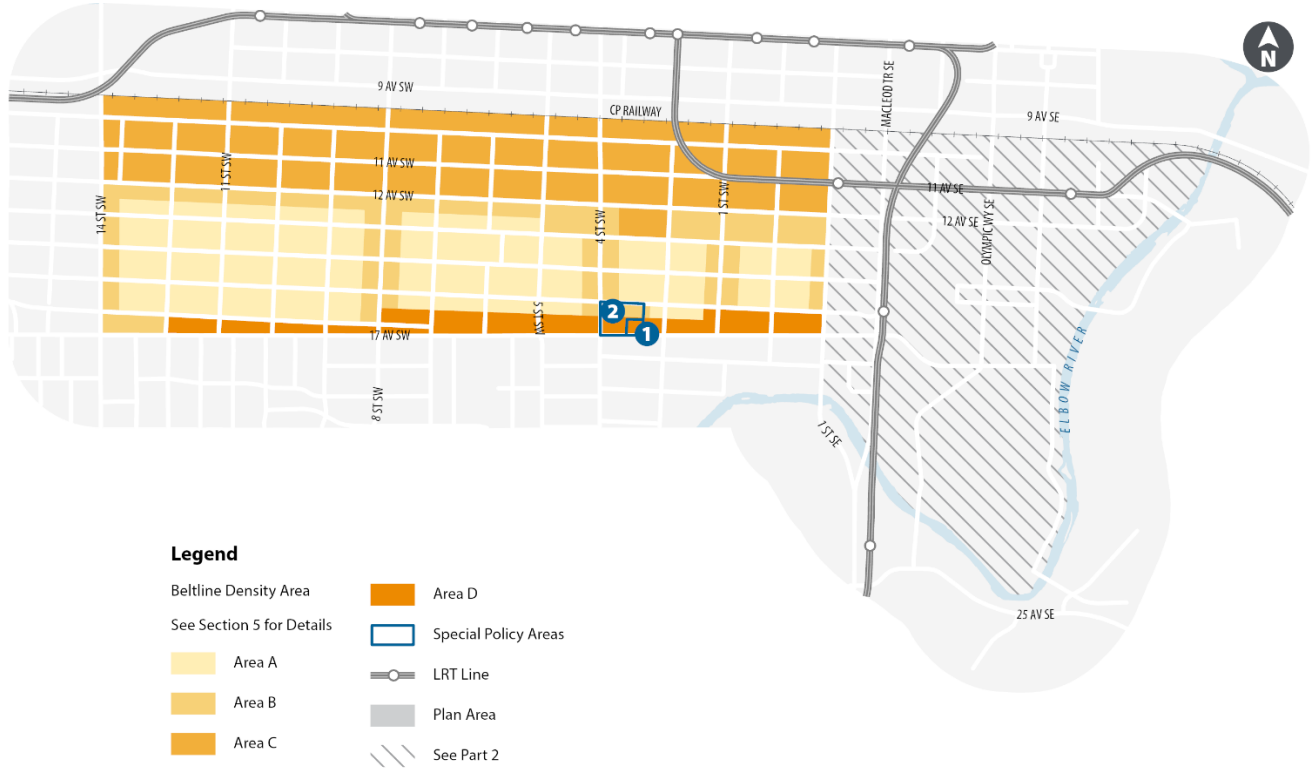 N
9 AV SW
CP RAILWAY
MACLEOD TR SE
9 AV SE
11 ST SW
11 AV SW
12 AV SW
14 ST SW
4 ST SW
1 ST SW
11 AV SE
12 AV SE
OLYMPIC WY SE
2
1
5 ST SW
17 AV SW
8 ST SW
7 ST SE
ELBOW RIVER
25 AV SE
Legend
Beltline Density Area
See Section 5 for Details
Area A
Area B
Area C
Area D
Special Policy Areas
LRT Line
Plan Area
See Part 2